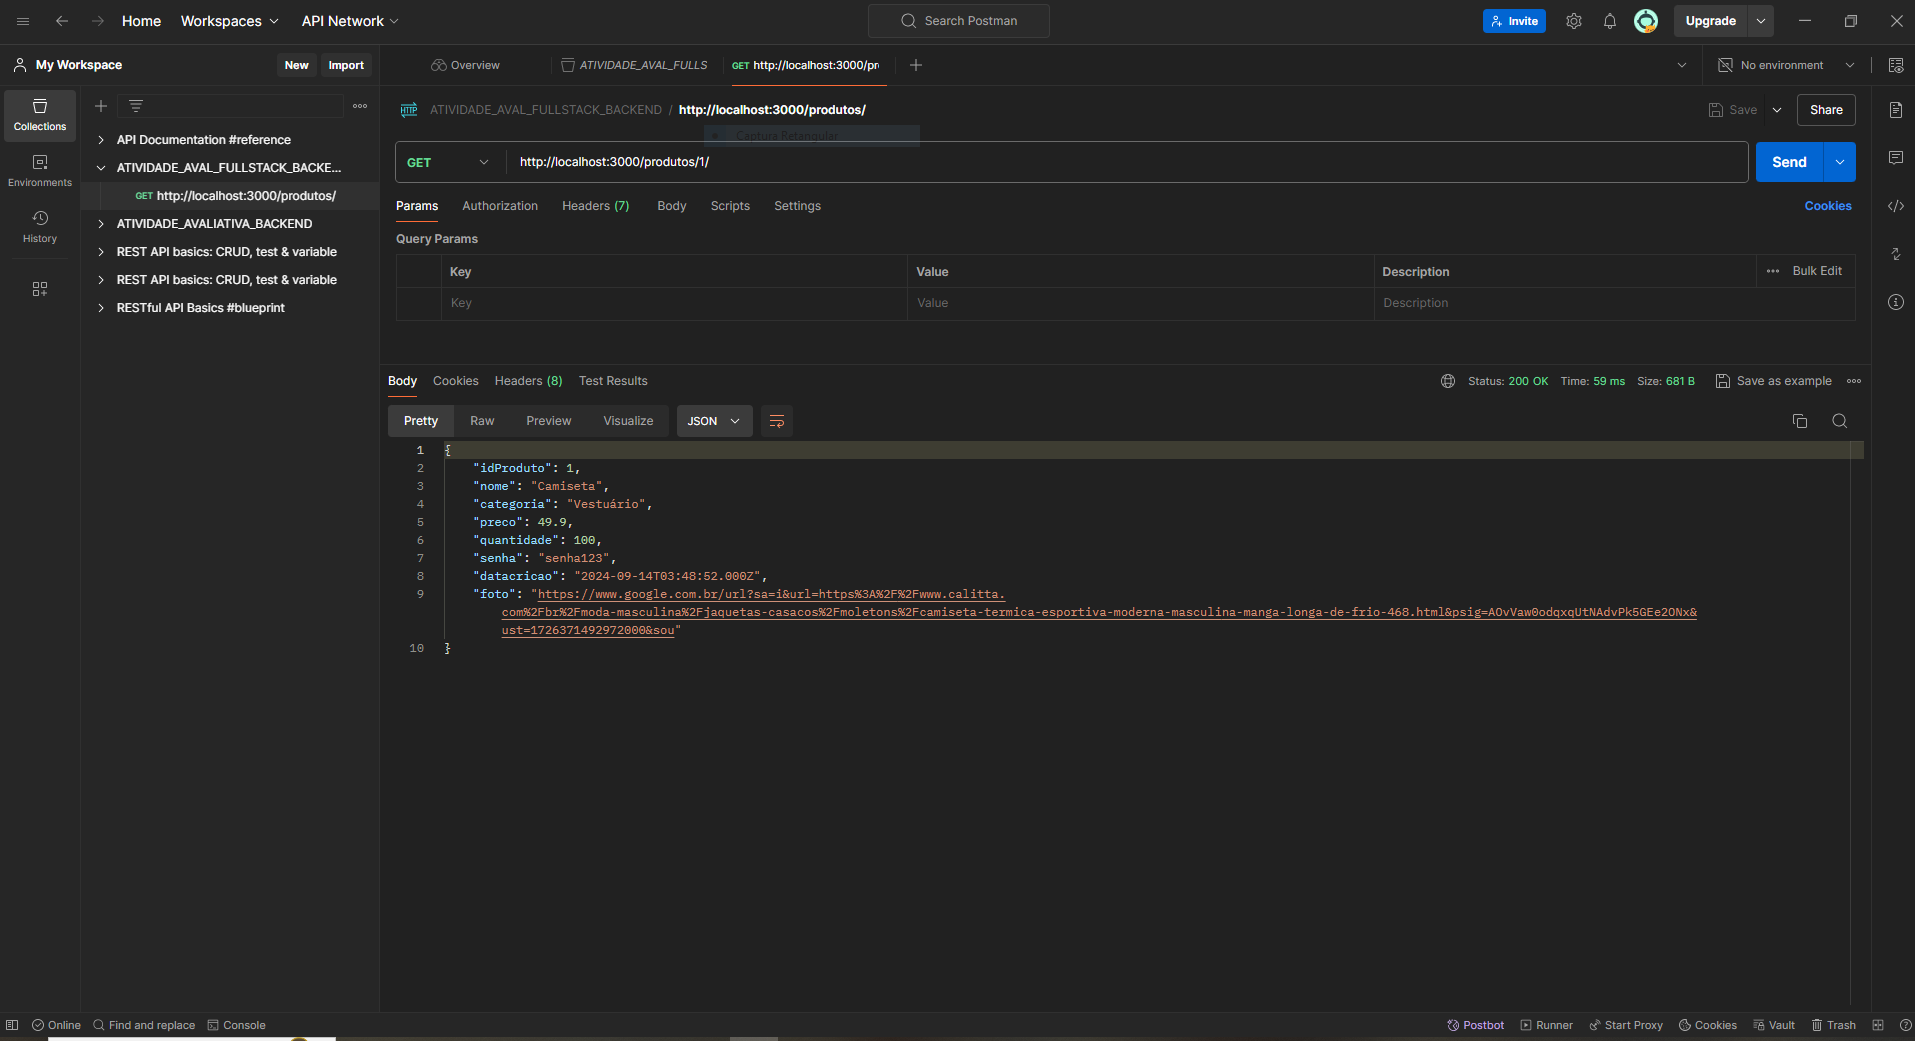 Home Workspaces API Network Search Postman Invite Upgrade
My Workspace New Import Overview ATIVIDADE_AVAL_FULLS GET http://localhost:3000/pr No environment
Collections
Environments
History
API Documentation #reference
ATIVIDADE_AVAL_FULLSTACK_BACKE...
GET http://localhost:3000/produtos/
ATIVIDADE_AVALIATIVA_BACKEND
REST API basics: CRUD, test & variable
REST API basics: CRUD, test & variable
RESTful API Basics #blueprint
HTTP ATIVIDADE_AVAL_FULLSTACK_BACKEND / http://localhost:3000/produtos/ Save Share
Captura Retangular
GET http://localhost:3000/produtos/1/ Send
Params Authorization Headers (7) Body Scripts Settings Cookies
Query Params
Key Value Description Bulk Edit
Key Value Description
Body Cookies Headers (8) Test Results Status: 200 OK Time: 59 ms Size: 681 B Save as example
Pretty Raw Preview Visualize JSON
1 {
2 "idProduto": 1,
3 "nome": "Camiseta",
4 "categoria": "Vestuário",
5 "preco": 49.9,
6 "quantidade": 100,
7 "senha": "senha123",
8 "datacricao": "2024-09-14T03:48:52.000Z",
9 "foto": "https://www.google.com.br/url?sa=i&url=https%3A%2F%2Fwww.calitta.
com%2Fbr%2Fmoda-masculina%2Fjaquetas-casacos%2Fmoletons%2Fcamiseta-termica-esportiva-moderna-masculina-manga-longa-de-frio-468.html&psig=AOvVaw0odqxqUtNAdvPk5GEe2ONx&
ust=1726371492972000&sou"
10 }
Online Find and replace Console Postbot Runner Start Proxy Cookies Vault Trash